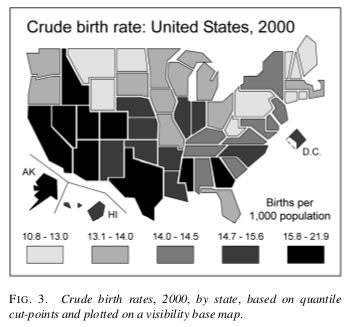 Crude birth rate: United States, 2000
D.C.
AK
HI
Births per
1,000 population
10.8 - 13.0 13.1 - 14.0 14.0 - 14.5 14.7 - 15.6 15.8 - 21.9
FIG. 3. Crude birth rates, 2000, by state, based on quantile
cut-points and plotted on a visibility base map.